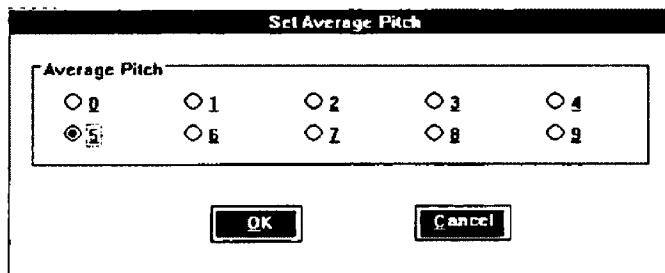 Set Average Pitch
Average Pitch
0 1 2 3 4
5 6 7 8 9
OK Cancel